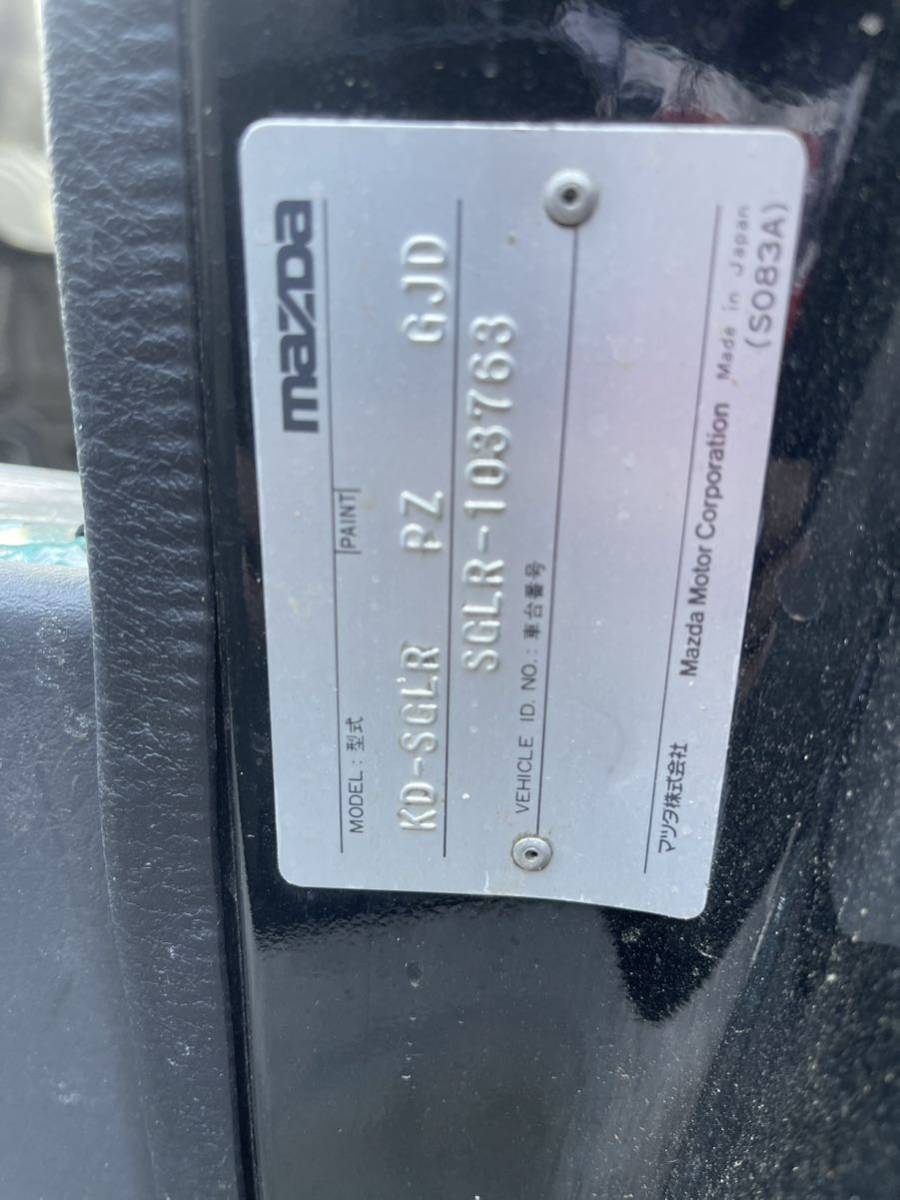 mazda
MODEL : 型式 PAINT
KD-SGLR PZ GJD
SGLR-103763
VEHICLE ID. NO. : 車台番号
マツダ株式会社 Mazda Motor Corporation Made in Japan
(S083A)